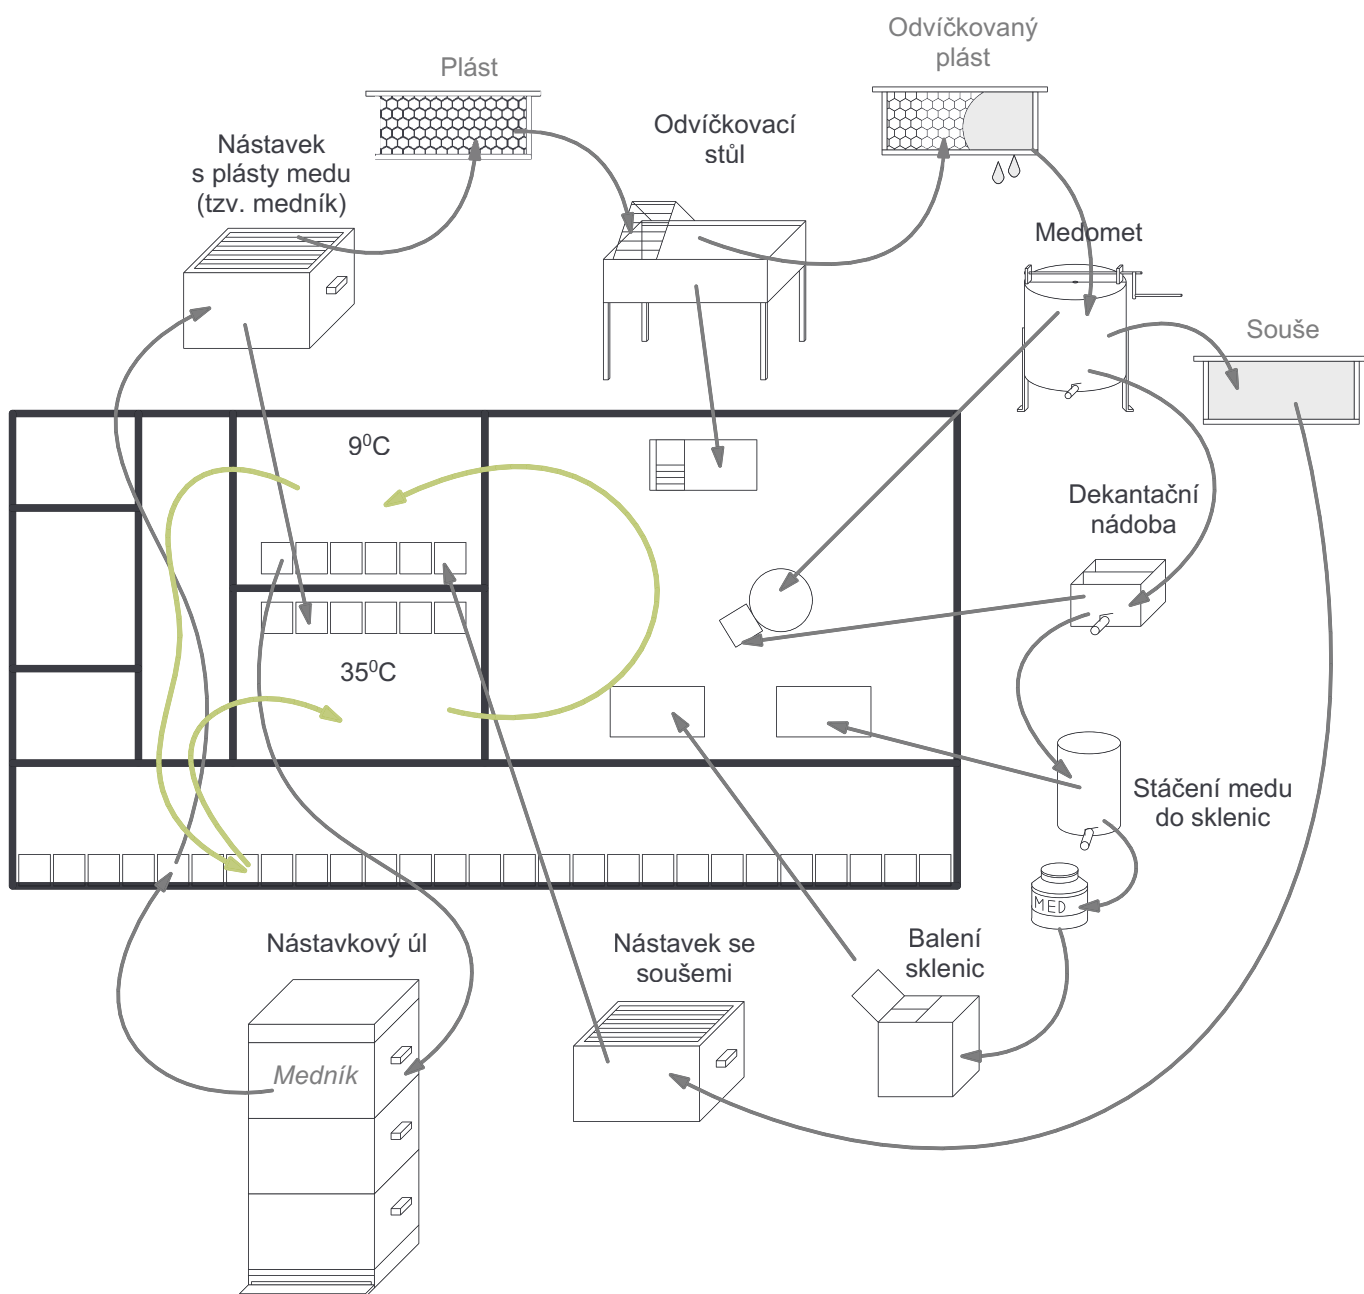 Odvíčkovaný
plást
Plást
Odvíčkovací
stůl
Nástavek
s plásty medu
(tzv. medník)
Medomet
Souše
9⁰C
Dekantační
nádoba
35⁰C
Stáčení medu
do sklenic
MED
Nástavkový úl
Nástavek se
soušemi
Balení
sklenic
Medník